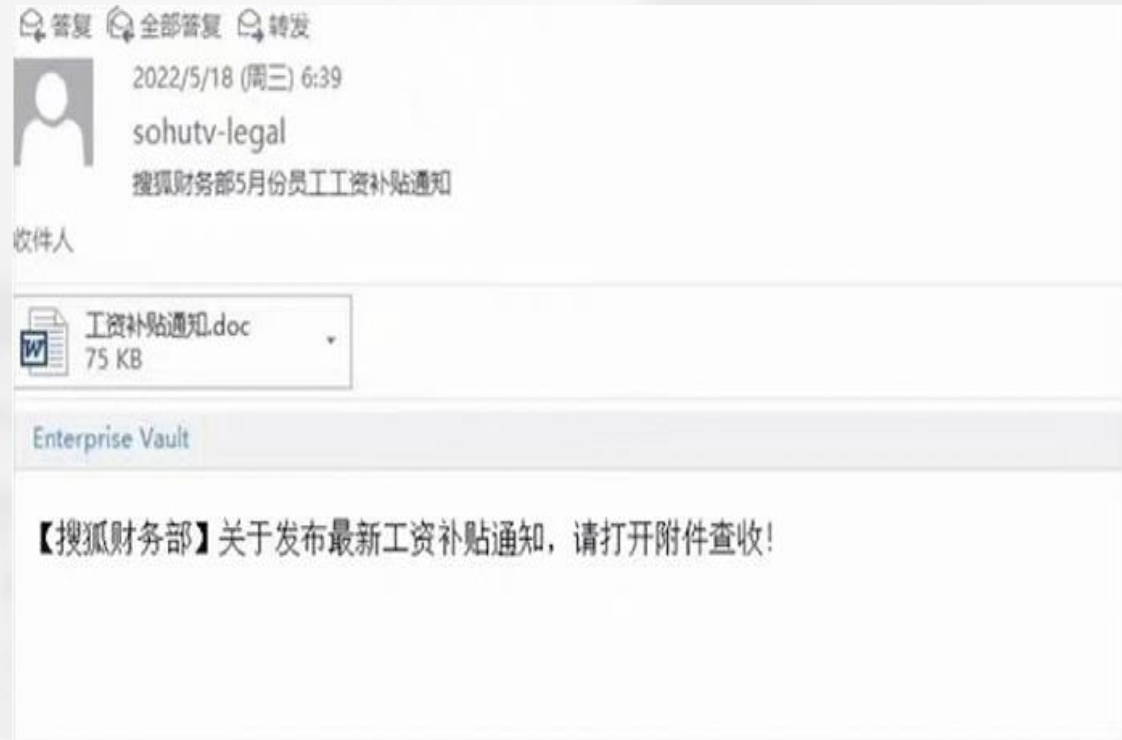 答复 全部答复 转发
2022/5/18 (周三) 6:39
sohutv-legal
搜狐财务部5月份员工工资补贴通知
收件人
工资补贴通知.doc
75 KB
Enterprise Vault
【搜狐财务部】关于发布最新工资补贴通知，请打开附件查收！